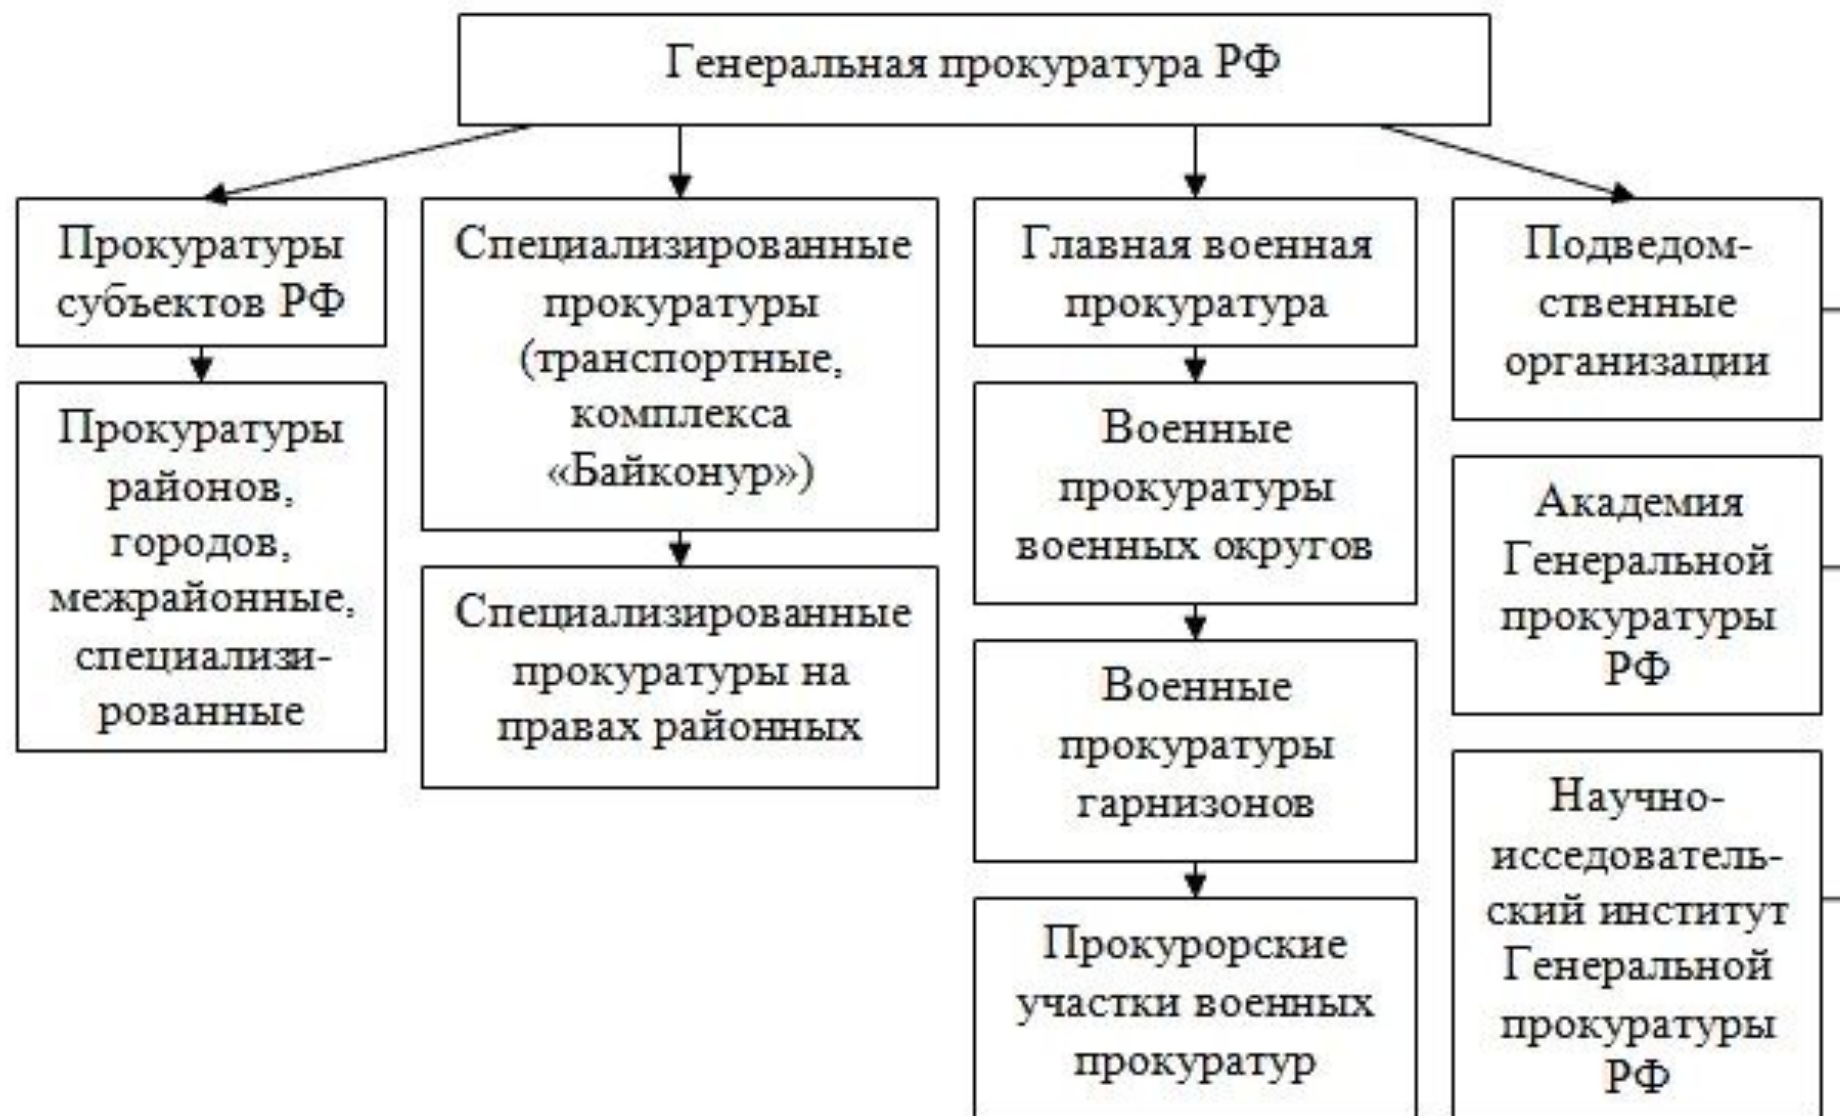 Генеральная прокуратура РФ
Прокуратуры
субъектов РФ
Прокуратуры
районов,
городов,
межрайонные,
специализи-
рованные
Специализированные
прокуратуры
(транспортные,
комплекса
«Байконур»)
Специализированные
прокуратуры на
правах районных
Главная военная
прокуратура
Военные
прокуратуры
военных округов
Военные
прокуратуры
гарнизонов
Прокурорские
участки военных
прокуратур
Подведом-
ственные
организации
Академия
Генеральной
прокуратуры
РФ
Научно-
исседователь-
ский институт
Генеральной
прокуратуры
РФ